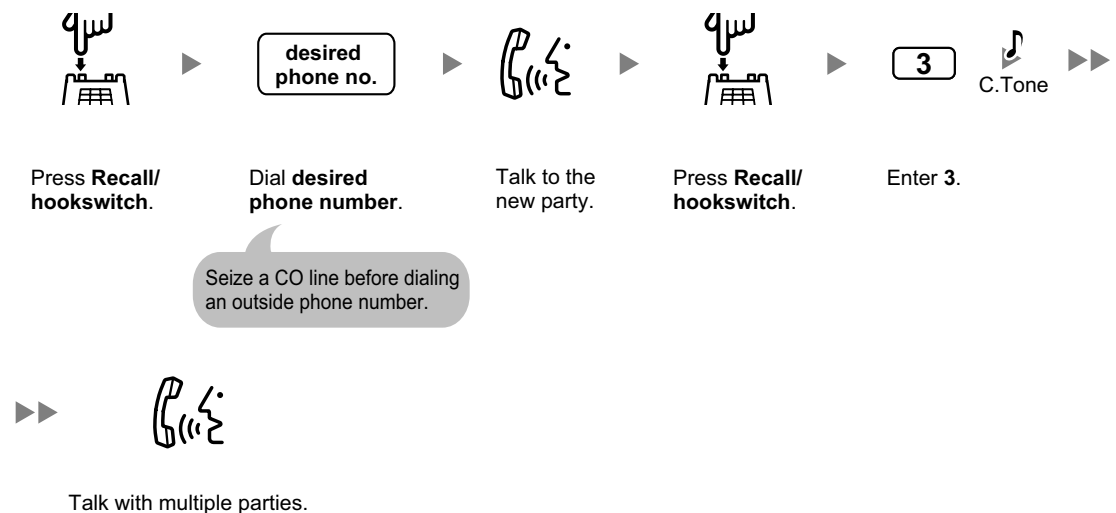 desired
phone no.
3
C.Tone
Press Recall/
hookswitch.
Dial desired
phone number.
Talk to the
new party.
Press Recall/
hookswitch.
Enter 3.
Seize a CO line before dialing
an outside phone number.
Talk with multiple parties.